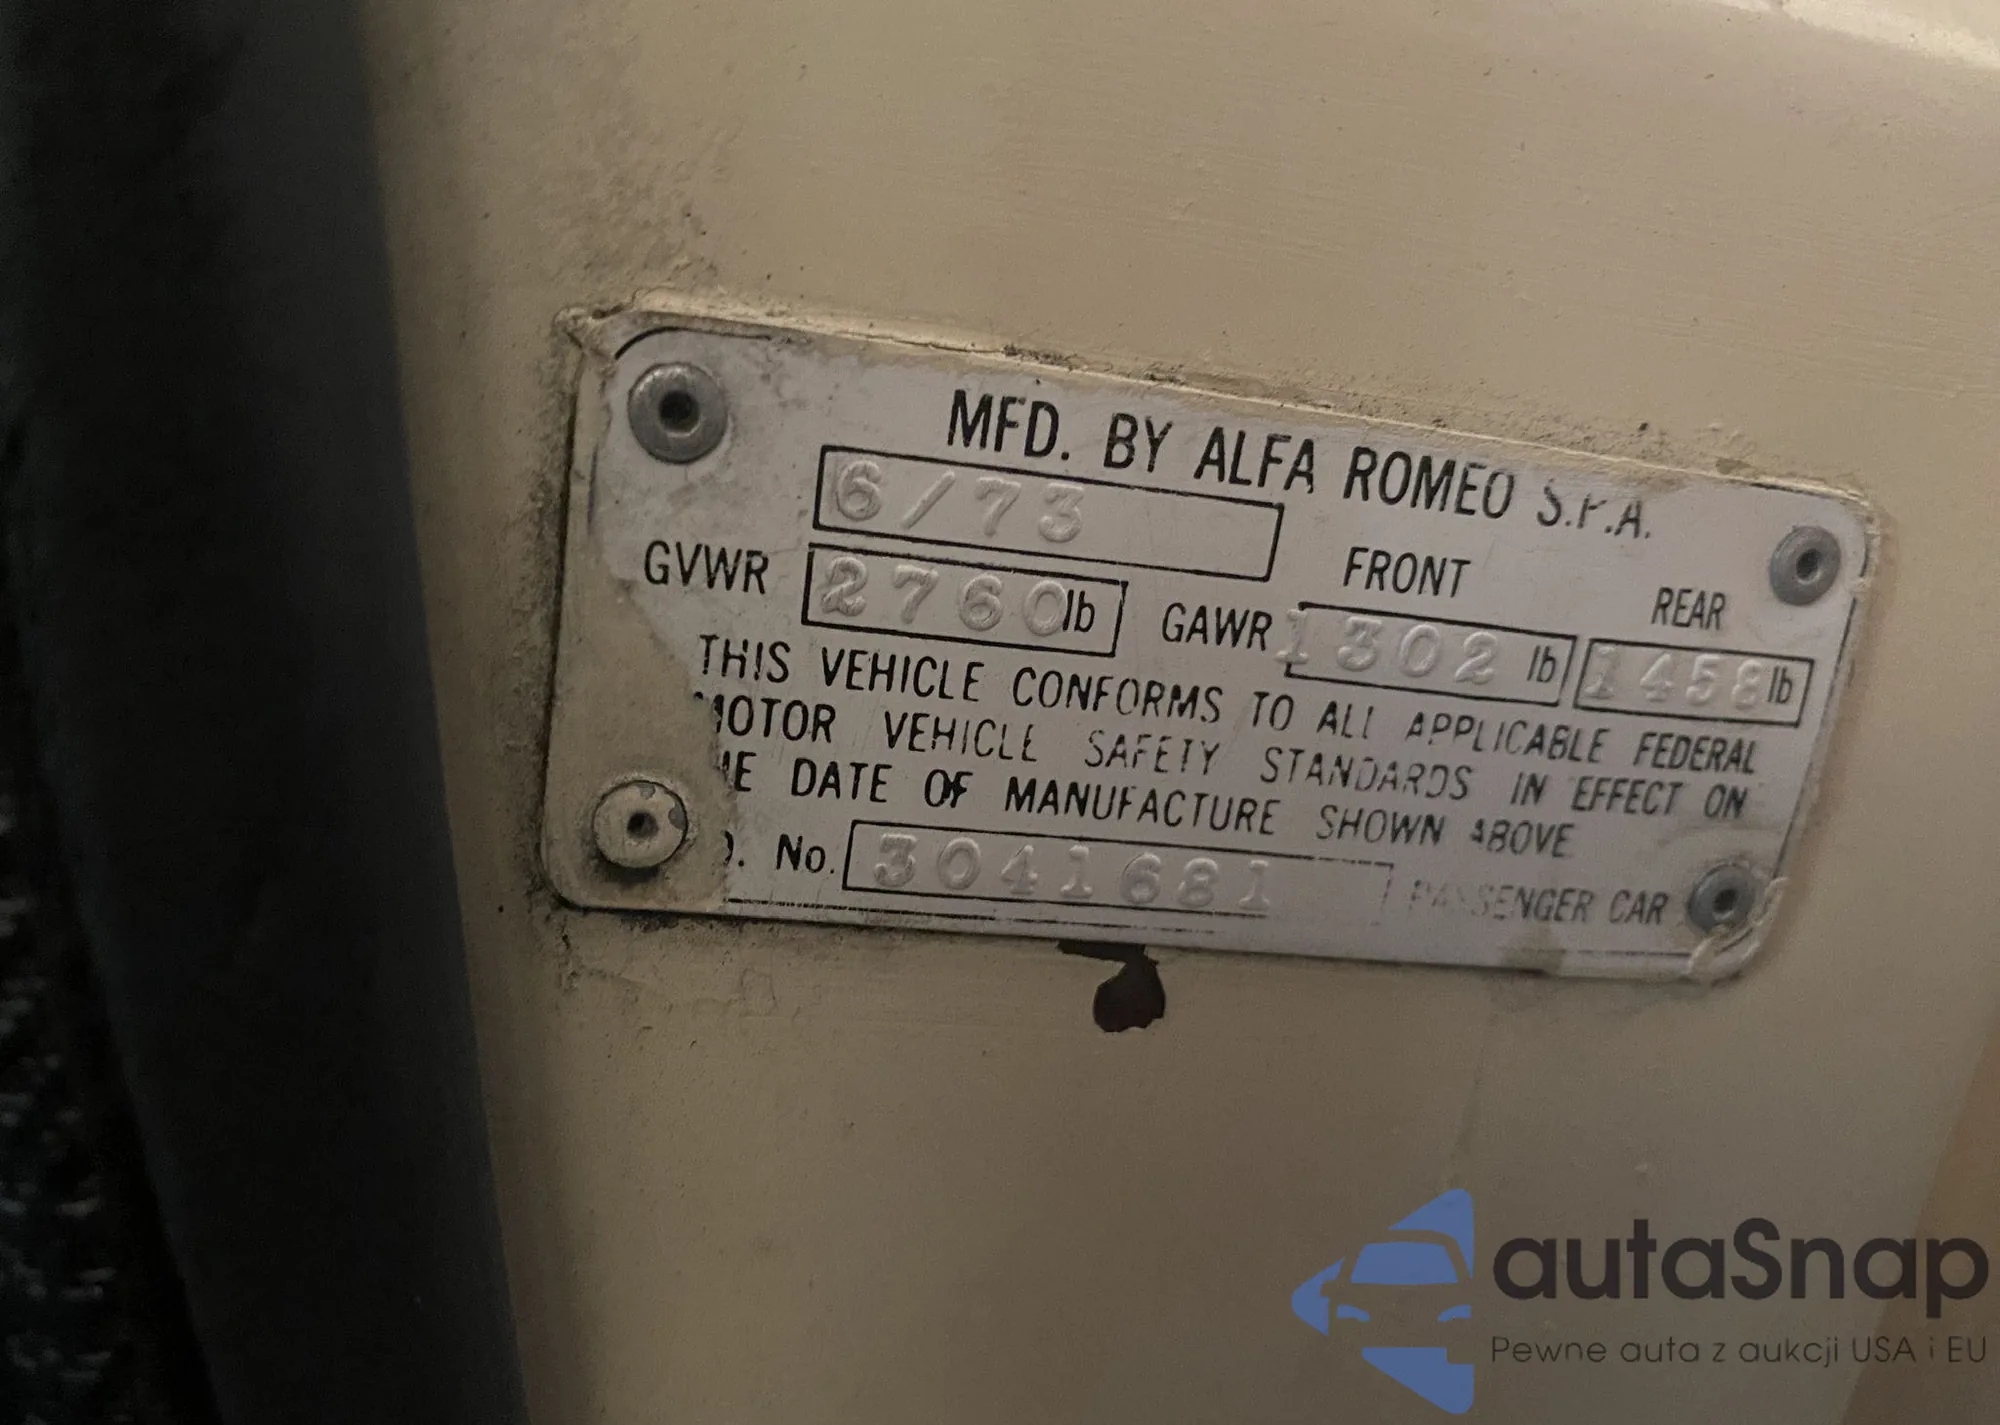 MFD. BY ALFA ROMEO S.P.A.
6/73
FRONT
REAR
GVWR 2760 lb GAWR 1302 lb 1458 lb
THIS VEHICLE CONFORMS TO ALL APPLICABLE FEDERAL
MOTOR VEHICLE SAFETY STANDARDS IN EFFECT ON
DATE OF MANUFACTURE SHOWN ABOVE
No. 3041681 PASSENGER CAR
autaSnap
Pewne auta z aukcji USA i EU